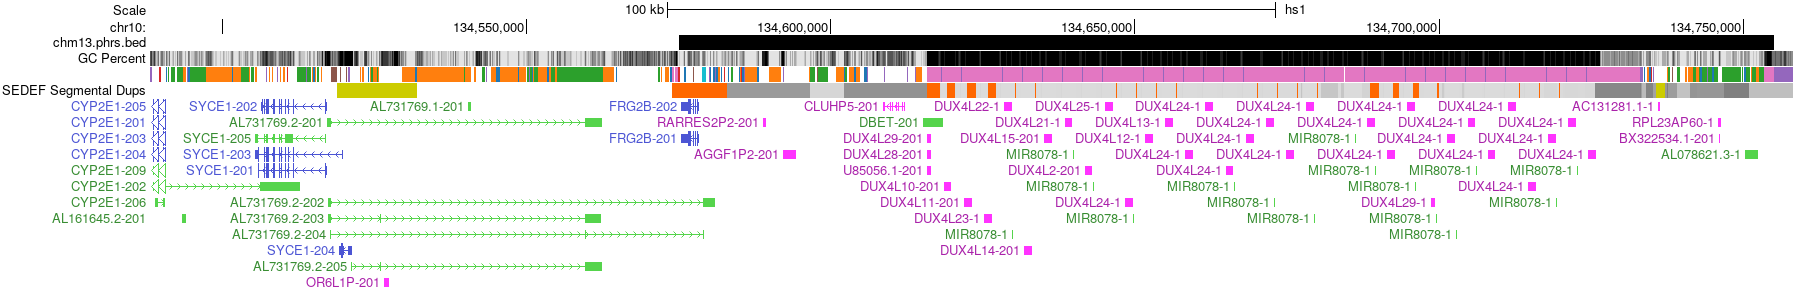 Scale 100 kb hs1
chr10: 134,550,000 134,600,000 134,650,000 134,700,000 134,750,000
chm13.phrs.bed
GC Percent
SEDEF Segmental Dups
CYP2E1-205 SYCE1-202 AL731769.1-201 FRG2B-202 CLUHP5-201 DUX4L22-1 DUX4L25-1 DUX4L24-1 DUX4L24-1 DUX4L24-1 DUX4L24-1 AC131281.1-1
CYP2E1-201 AL731769.2-201 RARRES2P2-201 DBET-201 DUX4L21-1 DUX4L13-1 DUX4L24-1 DUX4L24-1 DUX4L24-1 DUX4L24-1 RPL23AP60-1
CYP2E1-203 SYCE1-205 FRG2B-201 DUX4L29-201 DUX4L15-201 DUX4L12-1 DUX4L24-1 MIR8078-1 DUX4L24-1 DUX4L24-1 BX322534.1-201
CYP2E1-204 SYCE1-203 AGGF1P2-201 DUX4L28-201 MIR8078-1 DUX4L24-1 DUX4L24-1 DUX4L24-1 DUX4L24-1 DUX4L24-1 AL078621.3-1
CYP2E1-209 SYCE1-201 U85056.1-201 DUX4L2-201 DUX4L24-1 MIR8078-1 MIR8078-1 MIR8078-1
CYP2E1-202 DUX4L10-201 MIR8078-1 MIR8078-1 MIR8078-1 DUX4L24-1
CYP2E1-206 AL731769.2-202 DUX4L11-201 DUX4L24-1 MIR8078-1 DUX4L29-1 MIR8078-1
AL161645.2-201 AL731769.2-203 DUX4L23-1 MIR8078-1 MIR8078-1 MIR8078-1
AL731769.2-204 MIR8078-1 MIR8078-1
SYCE1-204 DUX4L14-201
AL731769.2-205
OR6L1P-201